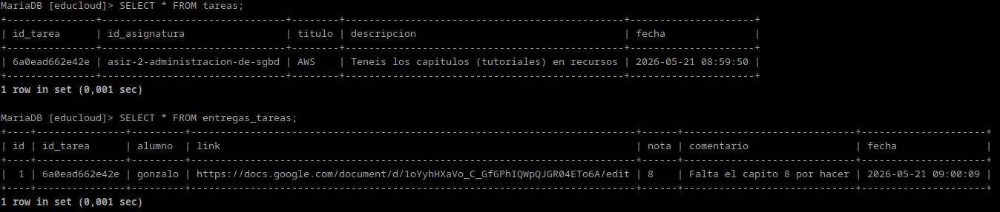 MariaDB [educloud]> SELECT * FROM tareas;
+---------------+------------------------------+--------+----------------------------------------------+---------------------+
| id_tarea      | id_asignatura                | titulo | descripcion                                  | fecha               |
+---------------+------------------------------+--------+----------------------------------------------+---------------------+
| 6a0ead662e42e | asir-2-administracion-de-sgbd | AWS    | Teneis los capitulos (tutoriales) en recursos | 2026-05-21 08:59:50 |
+---------------+------------------------------+--------+----------------------------------------------+---------------------+
1 row in set (0,001 sec)
MariaDB [educloud]> SELECT * FROM entregas_tareas;
+----+---------------+---------+---------------------------------------------------------------------------+------+-----------------------------+---------------------+
| id | id_tarea      | alumno  | link                                                                      | nota | comentario                  | fecha               |
+----+---------------+---------+---------------------------------------------------------------------------+------+-----------------------------+---------------------+
|  1 | 6a0ead662e42e | gonzalo | https://docs.google.com/document/d/1oYyhHXaVo_C_GfGPhIQWpQJGR04ETo6A/edit | 8    | Falta el capito 8 por hacer | 2026-05-21 09:00:09 |
+----+---------------+---------+---------------------------------------------------------------------------+------+-----------------------------+---------------------+
1 row in set (0,001 sec)